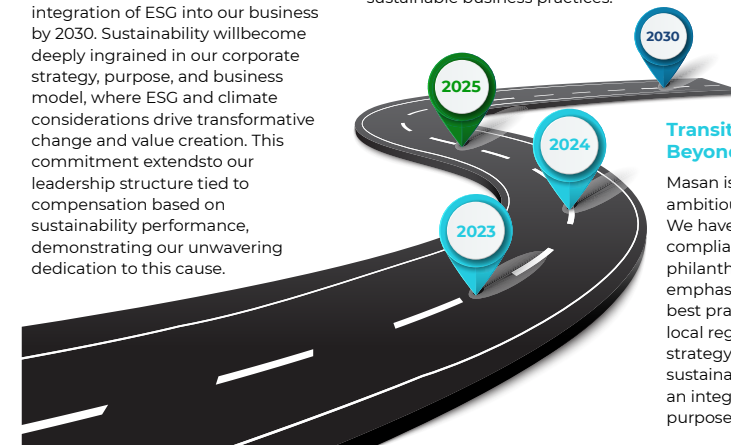 integration of ESG into our business
by 2030. Sustainability willbecome
deeply ingrained in our corporate
strategy, purpose, and business
model, where ESG and climate
considerations drive transformative
change and value creation. This
commitment extendsto our
leadership structure tied to
compensation based on
sustainability performance,
demonstrating our unwavering
dedication to this cause.
sustainable business practices.
2030
2025
2024
2023
Transit
Beyon
Masan is
ambitiou
We have
complia
philanth
emphas
best pra
local reg
strategy
sustaina
an integ
purpose